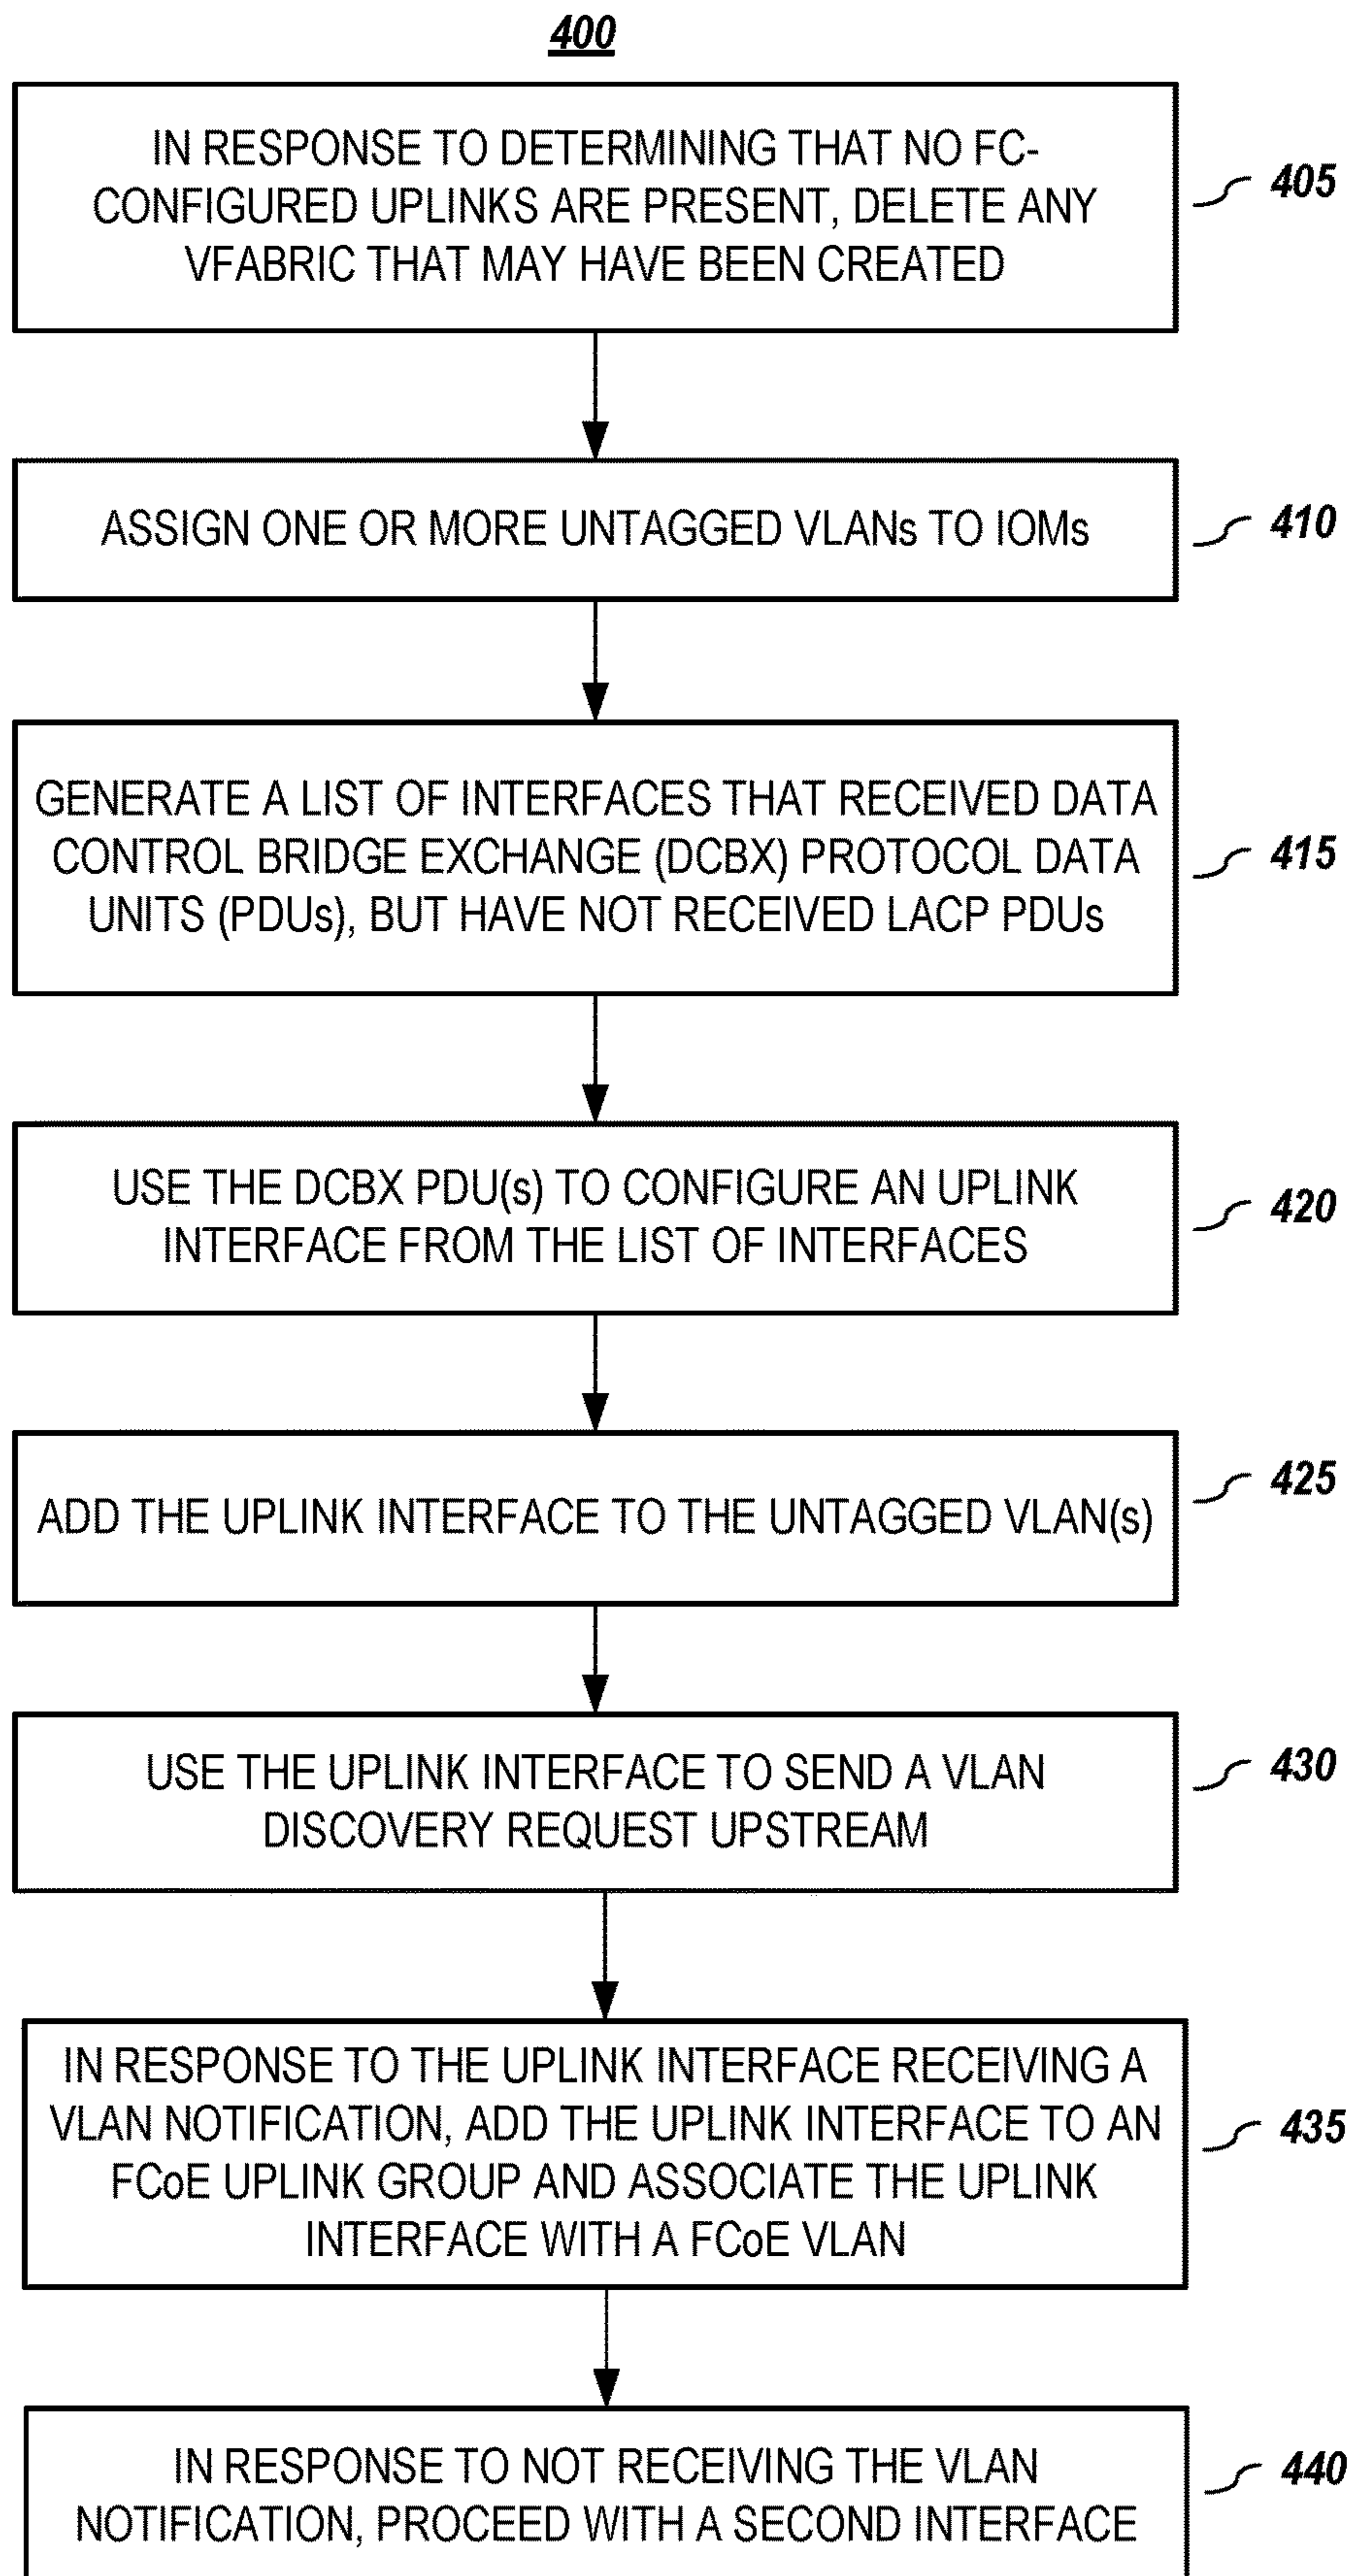 400
IN RESPONSE TO DETERMINING THAT NO FC-
CONFIGURED UPLINKS ARE PRESENT, DELETE ANY
VFABRIC THAT MAY HAVE BEEN CREATED
405
ASSIGN ONE OR MORE UNTAGGED VLANs TO IOMs
410
GENERATE A LIST OF INTERFACES THAT RECEIVED DATA
CONTROL BRIDGE EXCHANGE (DCBX) PROTOCOL DATA
UNITS (PDUs), BUT HAVE NOT RECEIVED LACP PDUs
415
USE THE DCBX PDU(s) TO CONFIGURE AN UPLINK
INTERFACE FROM THE LIST OF INTERFACES
420
ADD THE UPLINK INTERFACE TO THE UNTAGGED VLAN(s)
425
USE THE UPLINK INTERFACE TO SEND A VLAN
DISCOVERY REQUEST UPSTREAM
430
IN RESPONSE TO THE UPLINK INTERFACE RECEIVING A
VLAN NOTIFICATION, ADD THE UPLINK INTERFACE TO AN
FCoE UPLINK GROUP AND ASSOCIATE THE UPLINK
INTERFACE WITH A FCoE VLAN
435
IN RESPONSE TO NOT RECEIVING THE VLAN
NOTIFICATION, PROCEED WITH A SECOND INTERFACE
440